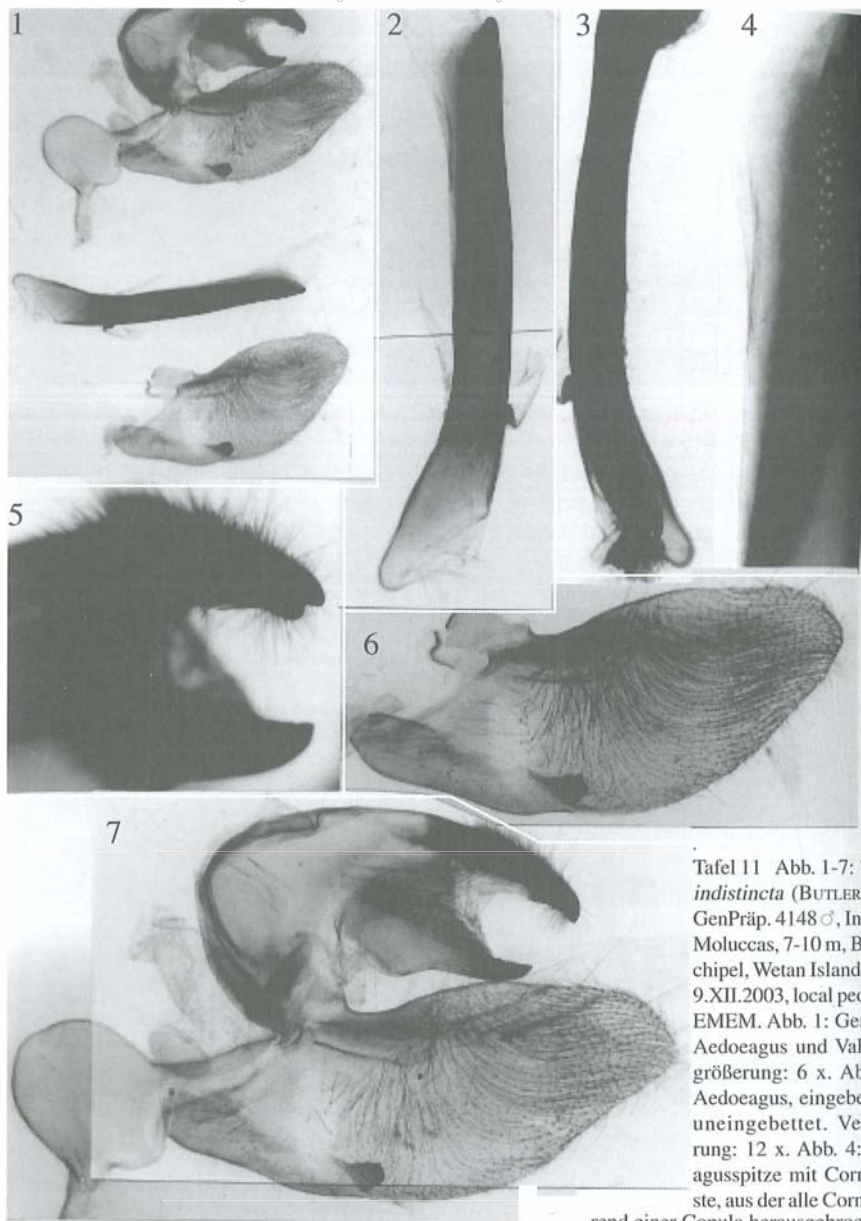 1
2
3
4
5
6
7
Tafel 11 Abb. 1-7:
indistincta (BUTLER
GenPräp. 4148 ♂, In
Moluccas, 7-10 m, B
chipel, Wetan Island
9.XII.2003, local pec
EMEM. Abb. 1: Ger
Aedoeagus und Val
größerung: 6 x. Ab
Aedoeagus, eingebe
uneingebettet. Ve
rung: 12 x. Abb. 4:
agusspitze mit Corn
ste, aus der alle Corn